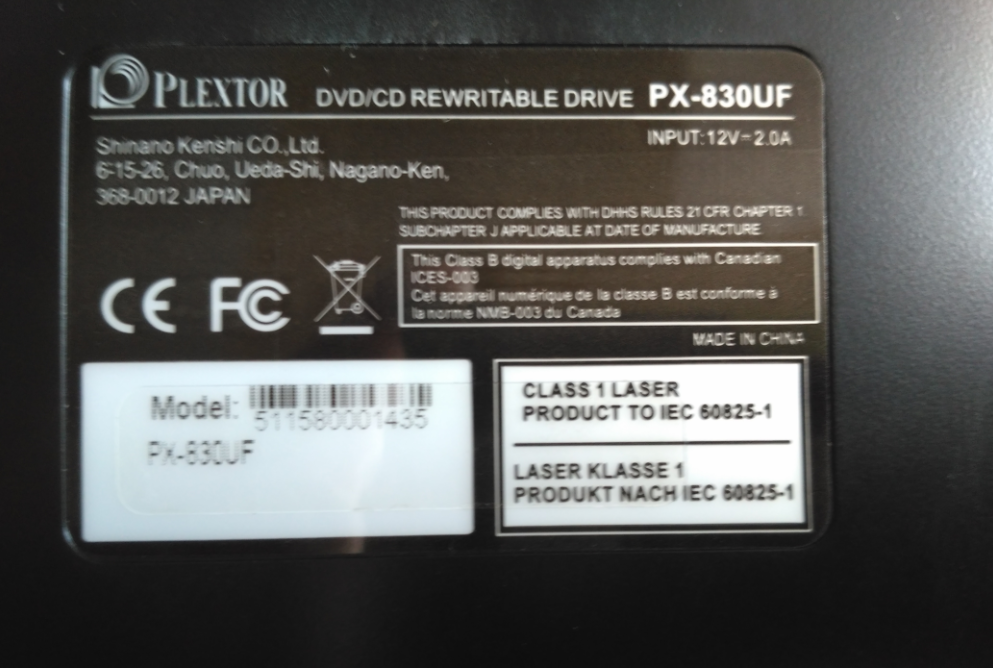 PLEXTOR DVD/CD REWRITABLE DRIVE PX-830UF
INPUT: 12V⎓2.0A
Shinano Kenshi CO.,Ltd.
6-15-26, Chuo, Ueda-Shi, Nagano-Ken,
368-0012 JAPAN
THIS PRODUCT COMPLIES WITH DHHS RULES 21 CFR CHAPTER 1
SUBCHAPTER J APPLICABLE AT DATE OF MANUFACTURE
This Class B digital apparatus complies with Canadian
ICES-003
Cet appareil numérique de la classe B est conforme à
la norme NMB-003 du Canada
CE FC
MADE IN CHINA
Model: 511580001435
PX-830UF
CLASS 1 LASER
PRODUCT TO IEC 60825-1
LASER KLASSE 1
PRODUKT NACH IEC 60825-1